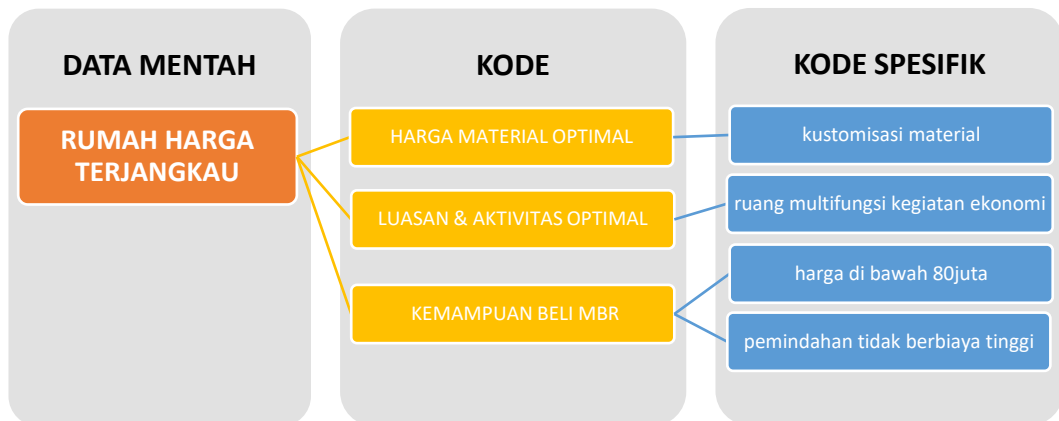 DATA MENTAH
RUMAH HARGA
TERJANGKAU
KODE
HARGA MATERIAL OPTIMAL
LUASAN & AKTIVITAS OPTIMAL
KEMAMPUAN BELI MBR
KODE SPESIFIK
kustomisasi material
ruang multifungsi kegiatan ekonomi
harga di bawah 80juta
pemindahan tidak berbiaya tinggi